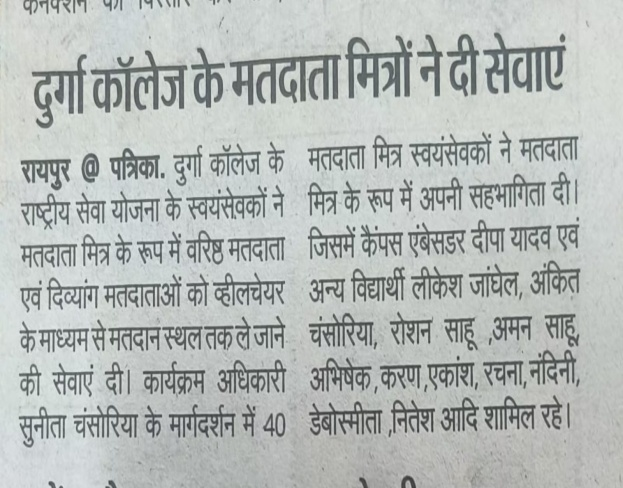 दुर्गा कॉलेज के मतदाता मित्रों ने दी सेवाएं
रायपुर @ पत्रिका. दुर्गा कॉलेज के
राष्ट्रीय सेवा योजना के स्वयंसेवकों ने
मतदाता मित्र के रूप में वरिष्ठ मतदाता
एवं दिव्यांग मतदाताओं को व्हीलचेयर
के माध्यम से मतदान स्थल तक ले जाने
की सेवाएं दी। कार्यक्रम अधिकारी
सुनीता चंसोरिया के मार्गदर्शन में 40
मतदाता मित्र स्वयंसेवकों ने मतदाता
मित्र के रूप में अपनी सहभागिता दी।
जिसमें कैंपस एंबेसडर दीपा यादव एवं
अन्य विद्यार्थी लीकेश जांघेल, अंकित
चंसोरिया, रोशन साहू ,अमन साहू,
अभिषेक ,करण ,एकांश, रचना, नंदिनी,
डेबोस्मीता ,नितेश आदि शामिल रहे।